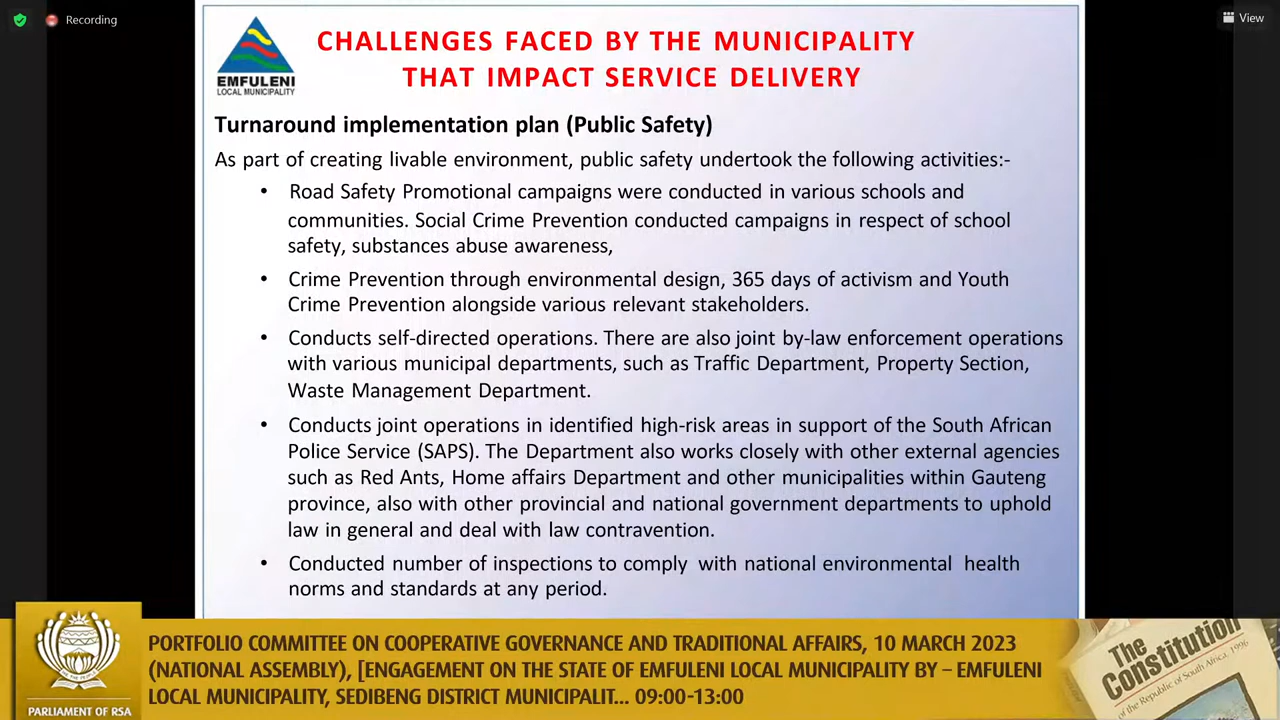 Recording
View
EMFULENI
LOCAL MUNICIPALITY
CHALLENGES FACED BY THE MUNICIPALITY
THAT IMPACT SERVICE DELIVERY
Turnaround implementation plan (Public Safety)
As part of creating livable environment, public safety undertook the following activities:-
• Road Safety Promotional campaigns were conducted in various schools and
communities. Social Crime Prevention conducted campaigns in respect of school
safety, substances abuse awareness,
• Crime Prevention through environmental design, 365 days of activism and Youth
Crime Prevention alongside various relevant stakeholders.
• Conducts self-directed operations. There are also joint by-law enforcement operations
with various municipal departments, such as Traffic Department, Property Section,
Waste Management Department.
• Conducts joint operations in identified high-risk areas in support of the South African
Police Service (SAPS). The Department also works closely with other external agencies
such as Red Ants, Home affairs Department and other municipalities within Gauteng
province, also with other provincial and national government departments to uphold
law in general and deal with law contravention.
• Conducted number of inspections to comply with national environmental health
norms and standards at any period.
PORTFOLIO COMMITTEE ON COOPERATIVE GOVERNANCE AND TRADITIONAL AFFAIRS, 10 MARCH 2023
(NATIONAL ASSEMBLY), [ENGAGEMENT ON THE STATE OF EMFULENI LOCAL MUNICIPALITY BY – EMFULENI
LOCAL MUNICIPALITY, SEDIBENG DISTRICT MUNICIPALIT... 09:00-13:00
PARLIAMENT OF RSA
The
Constitution
of the Republic of South Africa, 1996